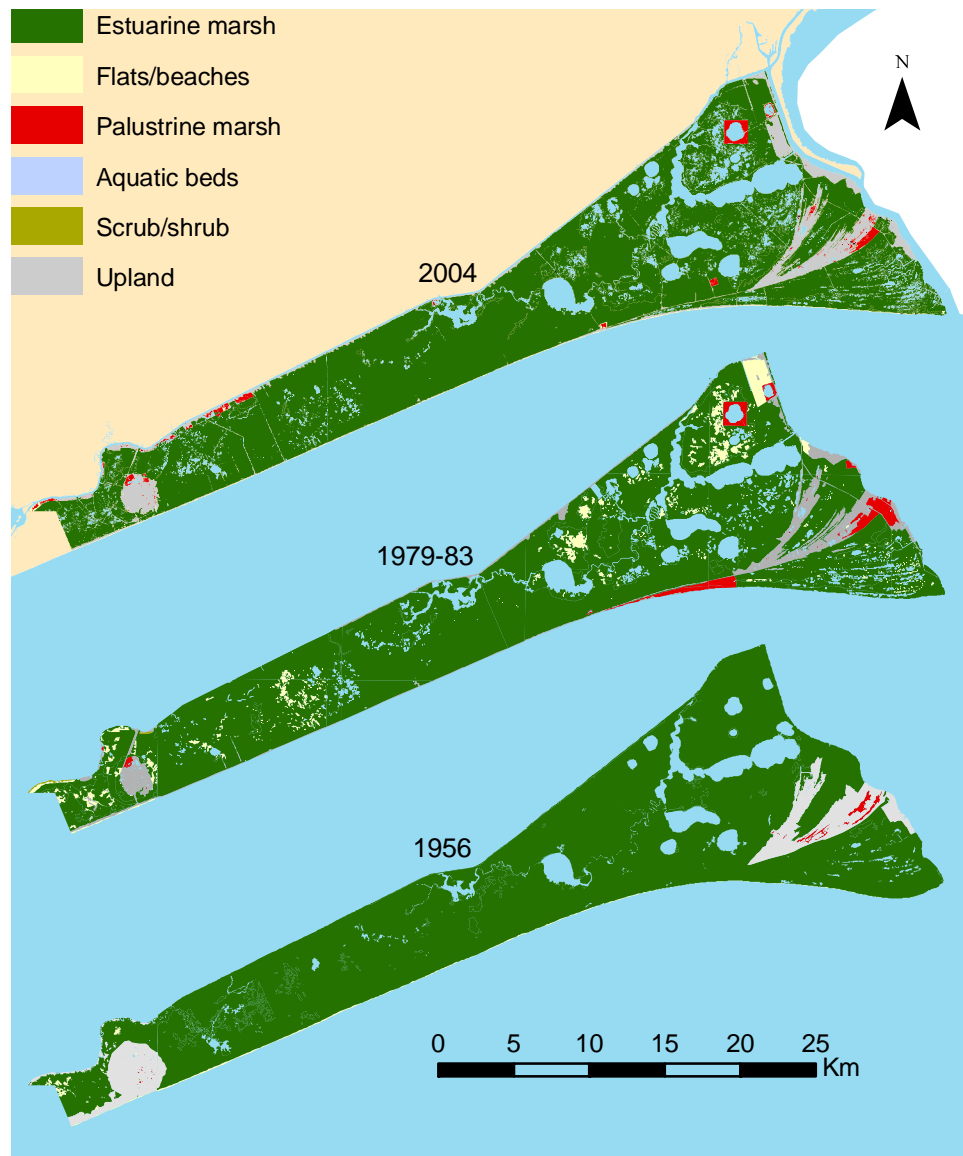 Estuarine marsh
Flats/beaches
Palustrine marsh
Aquatic beds
Scrub/shrub
Upland
N
2004
1979-83
1956
0 5 10 15 20 25
Km